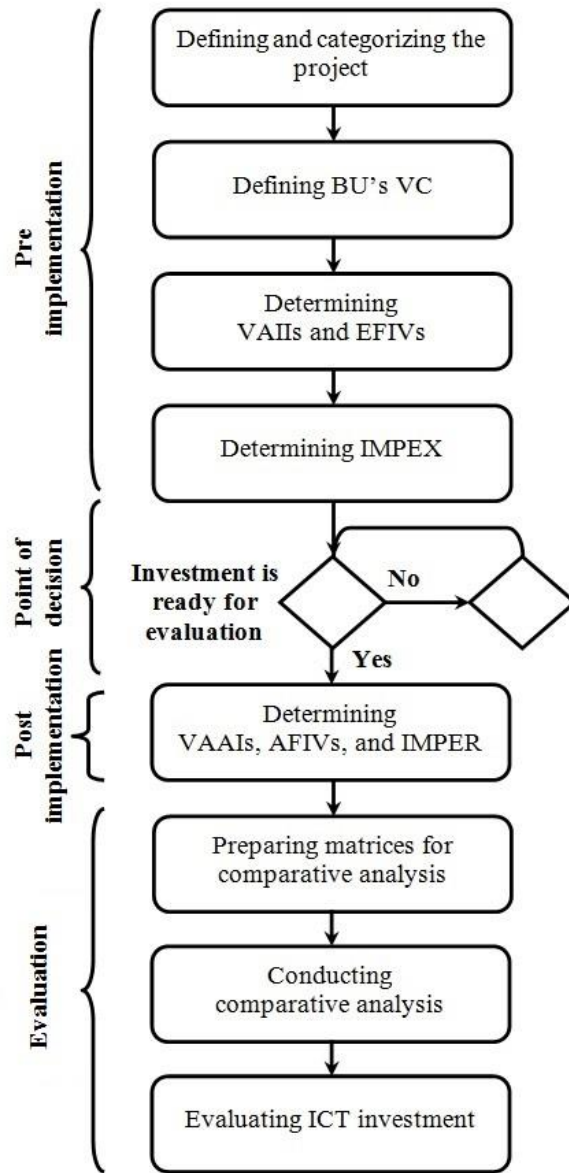 Defining and categorizing the
project
Pre
implementation
Defining BU's VC
Determining
VAIIs and EFIVs
Determining IMPEX
Point of
decision
Investment is
ready for
evaluation
No
Yes
Post
implementation
Determining
VAAIs, AFIVs, and IMPER
Evaluation
Preparing matrices for
comparative analysis
Conducting
comparative analysis
Evaluating ICT investment